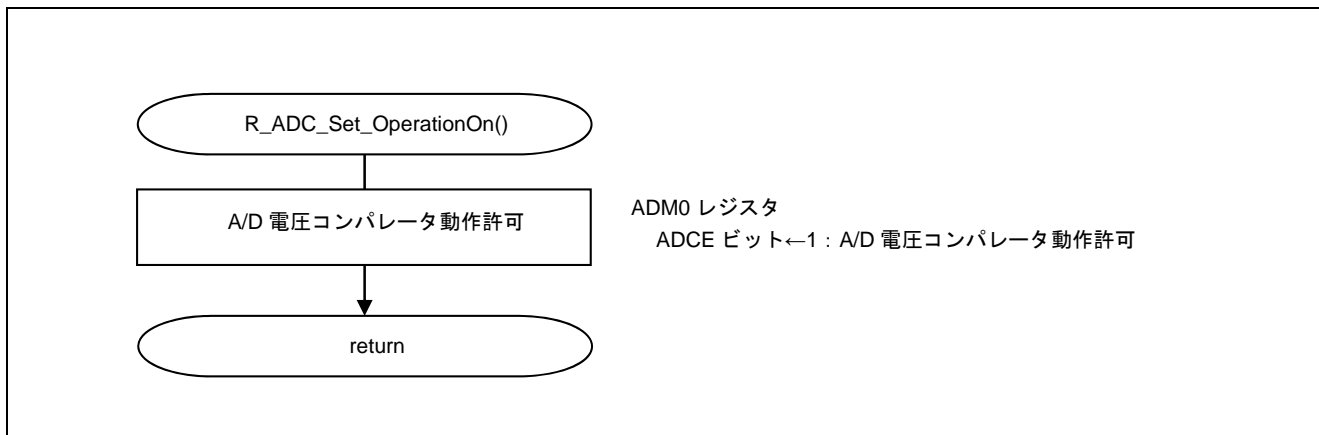 R_ADC_Set_OperationOn()
A/D 電圧コンパレータ動作許可
ADM0 レジスタ
ADCE ビット←1：A/D 電圧コンパレータ動作許可
return